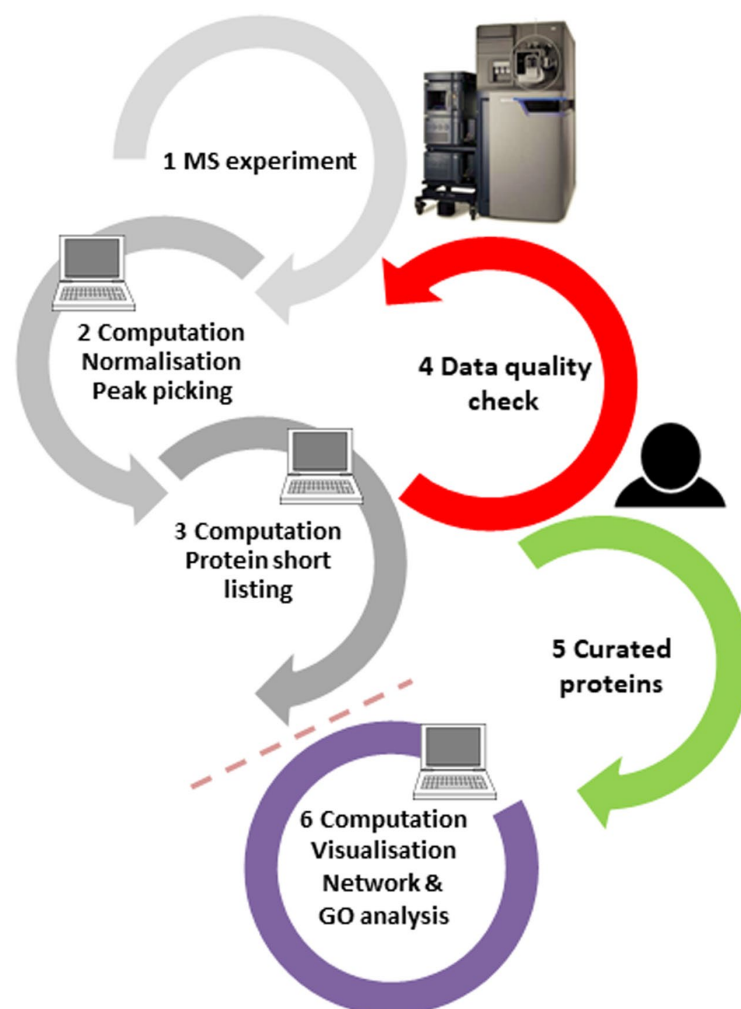 1 MS experiment
2 Computation
Normalisation
Peak picking
3 Computation
Protein short
listing
4 Data quality
check
5 Curated
proteins
6 Computation
Visualisation
Network &
GO analysis